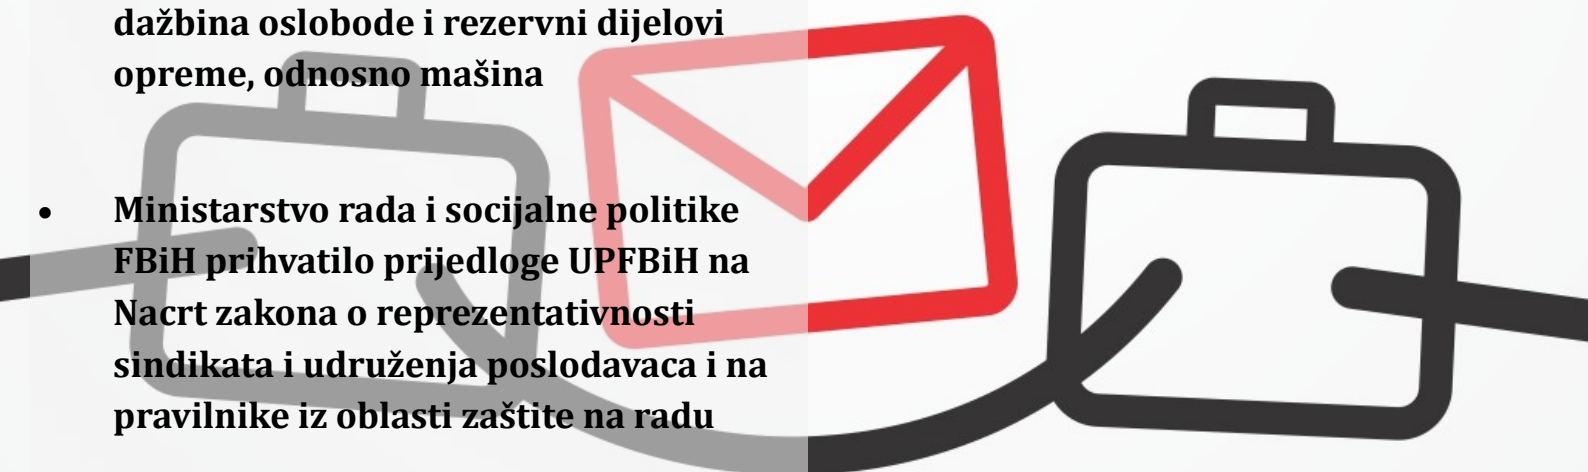 dažbina oslobode i rezervni dijelovi
opreme, odnosno mašina
• Ministarstvo rada i socijalne politike
FBiH prihvatilo prijedloge UPFBiH na
Nacrt zakona o reprezentativnosti
sindikata i udruženja poslodavaca i na
pravilnike iz oblasti zaštite na radu